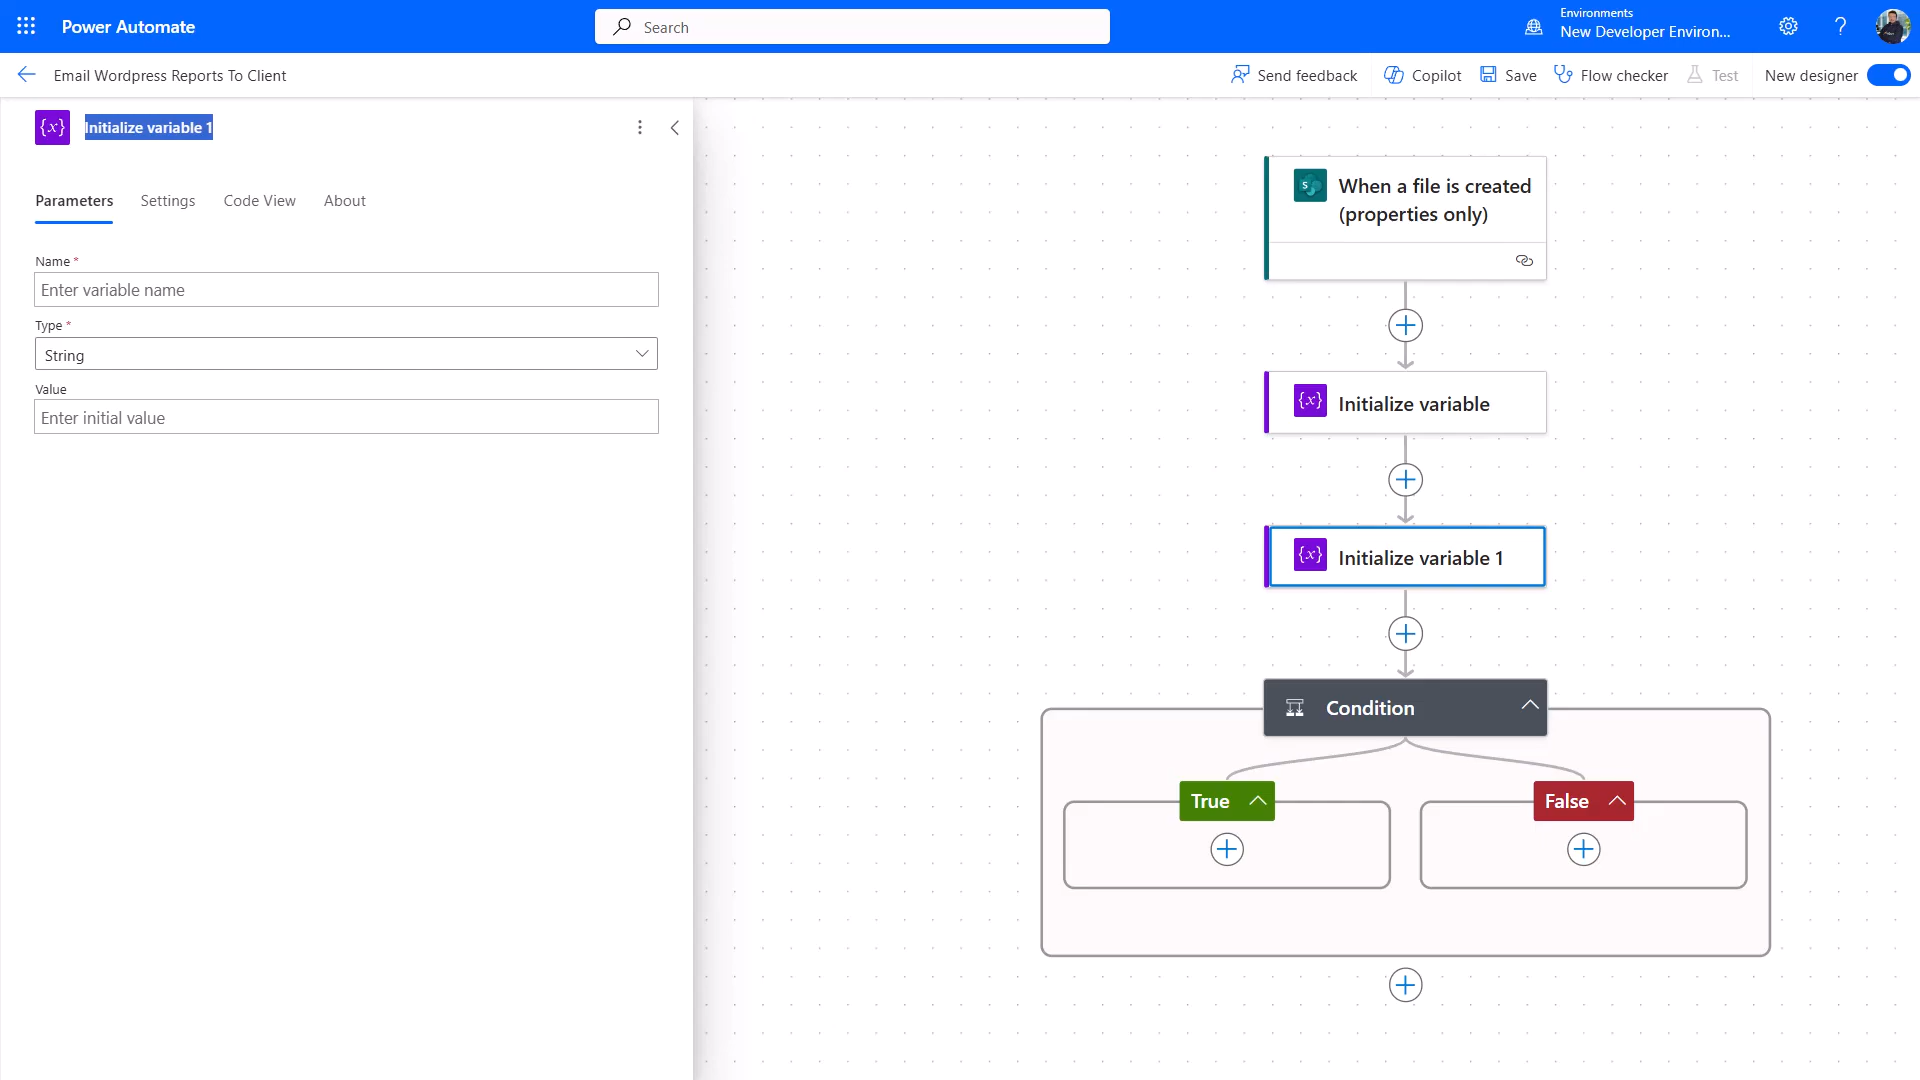 Power Automate
Search
Environments
New Developer Environ...
Email Wordpress Reports To Client
Send feedback
Copilot
Save
Flow checker
Test
New designer
{x}
Initialize variable 1
Parameters
Settings
Code View
About
Name *
Enter variable name
Type *
String
Value
Enter initial value
S
When a file is created
(properties only)
{x}
Initialize variable
{x}
Initialize variable 1
Condition
True
False